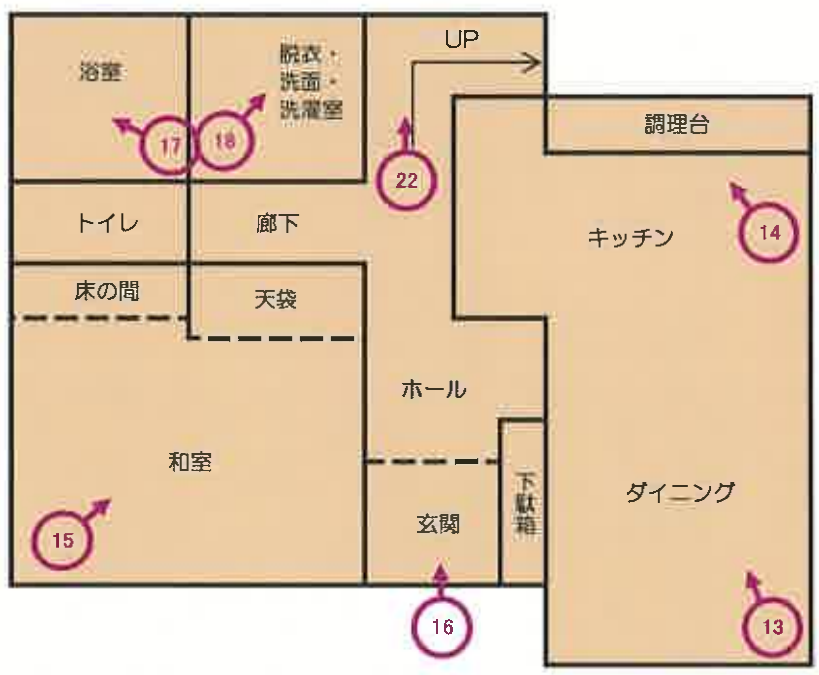 UP
浴室
脱衣・
洗面・
洗濯室
調理台
17
18
22
トイレ
廊下
キッチン
14
床の間
天袋
ホール
和室
ダイニング
下駄箱
玄関
15
16
13